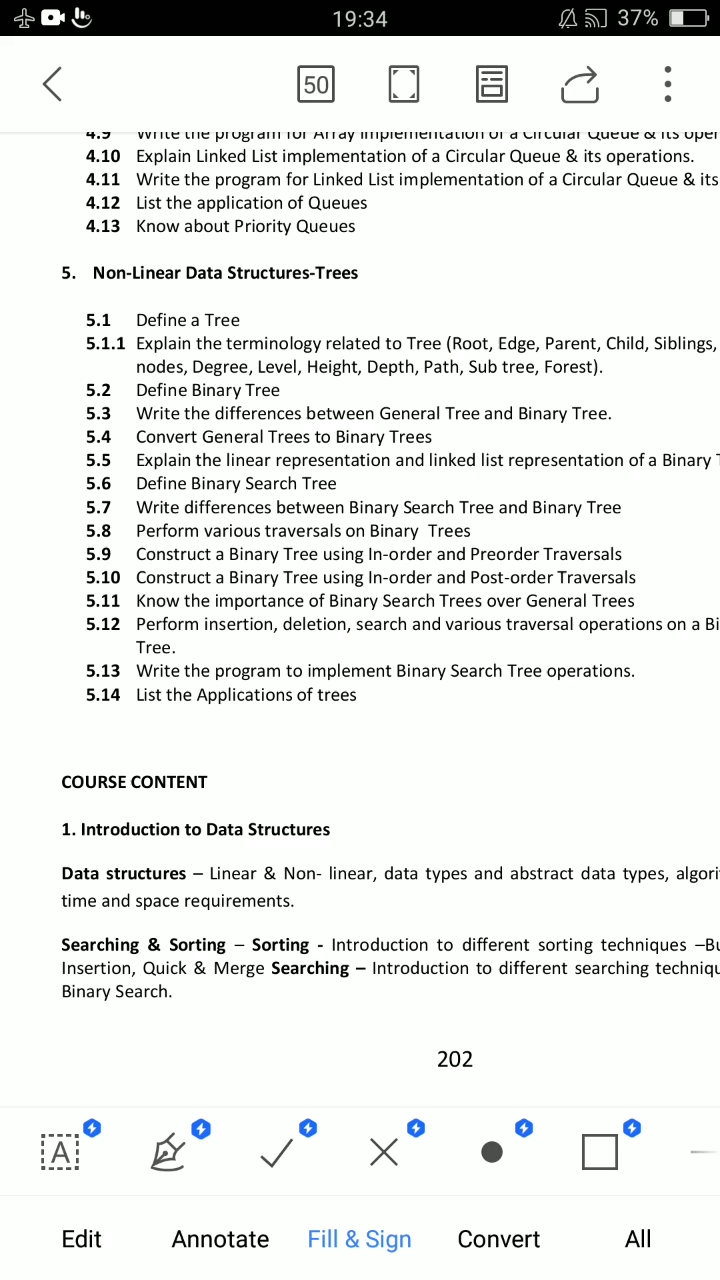 19:34
37%
50
4.9 Write the program for Array implementation of a Circular Queue & its oper
4.10 Explain Linked List implementation of a Circular Queue & its operations.
4.11 Write the program for Linked List implementation of a Circular Queue & its
4.12 List the application of Queues
4.13 Know about Priority Queues
5. Non-Linear Data Structures-Trees
5.1 Define a Tree
5.1.1 Explain the terminology related to Tree (Root, Edge, Parent, Child, Siblings,
nodes, Degree, Level, Height, Depth, Path, Sub tree, Forest).
5.2 Define Binary Tree
5.3 Write the differences between General Tree and Binary Tree.
5.4 Convert General Trees to Binary Trees
5.5 Explain the linear representation and linked list representation of a Binary T
5.6 Define Binary Search Tree
5.7 Write differences between Binary Search Tree and Binary Tree
5.8 Perform various traversals on Binary Trees
5.9 Construct a Binary Tree using In-order and Preorder Traversals
5.10 Construct a Binary Tree using In-order and Post-order Traversals
5.11 Know the importance of Binary Search Trees over General Trees
5.12 Perform insertion, deletion, search and various traversal operations on a Bi
Tree.
5.13 Write the program to implement Binary Search Tree operations.
5.14 List the Applications of trees
COURSE CONTENT
1. Introduction to Data Structures
Data structures – Linear & Non- linear, data types and abstract data types, algori
time and space requirements.
Searching & Sorting – Sorting - Introduction to different sorting techniques –Bu
Insertion, Quick & Merge Searching – Introduction to different searching techniqu
Binary Search.
202
A
Edit Annotate Fill & Sign Convert All